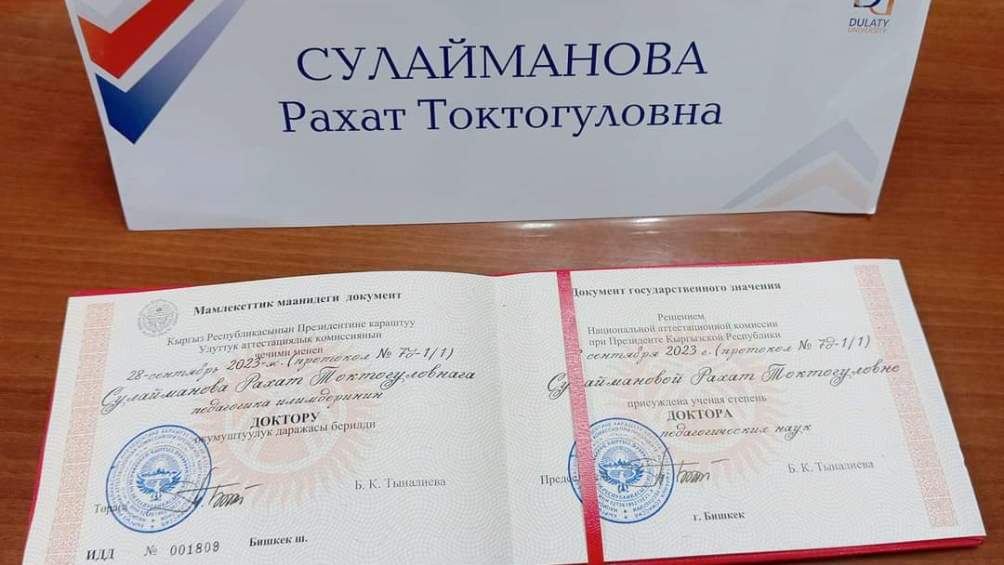 DULATY
UNIVERSITY
СУЛАЙМАНОВА
Рахат Токтогуловна
Мамлекеттик маанидеги документ
Кыргыз Республикасынын Президентине караштуу
Улуттук аттестациялык комиссиянын
чечими менен
28-сентябрь 2023-ж. (протокол № 7д-1/1)
Сулайманова Рахат Токтогуловнага
педагогика илимдеринин
ДОКТОРУ
окумуштуулук даражасы берилди
Тораги
Б. К. Тыналиева
ИДД № 001809 Бишкек ш.
Документ государственного значения
Решением
Национальной аттестационной комиссии
при Президенте Кыргызской Республики
сентября 2023 г. (протокол № 7д-1/1)
Сулаймановой Рахат Токтогуловне
присуждена ученая степень
ДОКТОРА
педагогических наук
Б. К. Тыналиева
г. Бишкек